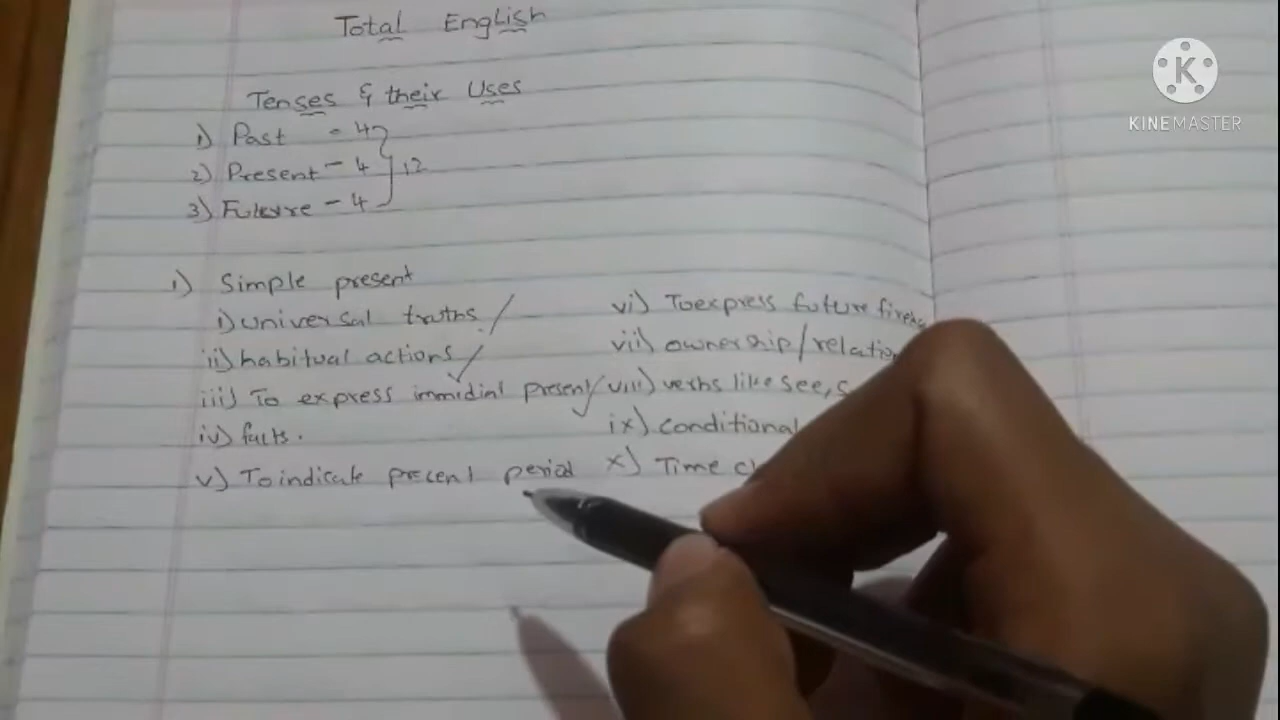 Total English
Tenses & their Uses
1) Past - 4
2) Present - 4 12
3) Future - 4
1) Simple present
i) universal truths
ii) habitual actions
iii) To express immidial present
iv) facts.
v) To indicate present period
vi) To express future
vii) ownership/relation
viii) verbs like see,
ix) conditional
x) Time
KINEMASTER